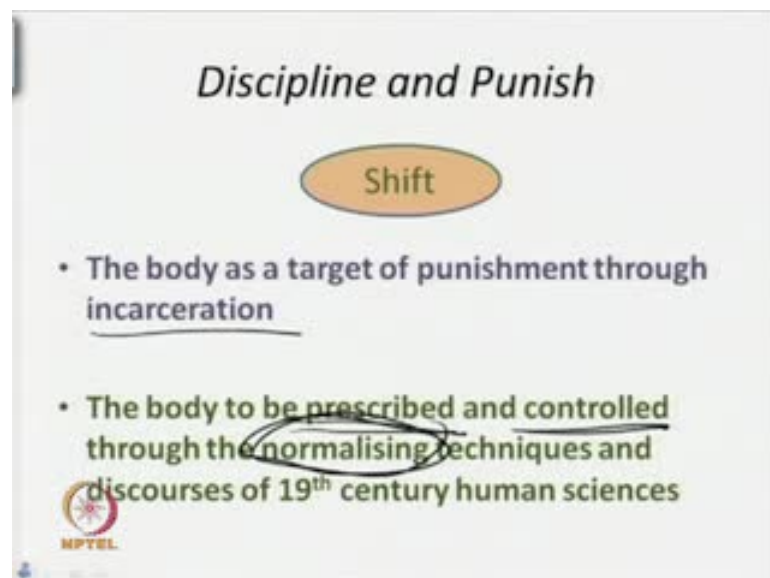 Discipline and Punish
Shift
• The body as a target of punishment through
incarceration
• The body to be prescribed and controlled
through the normalising techniques and
discourses of 19th century human sciences
NPTEL